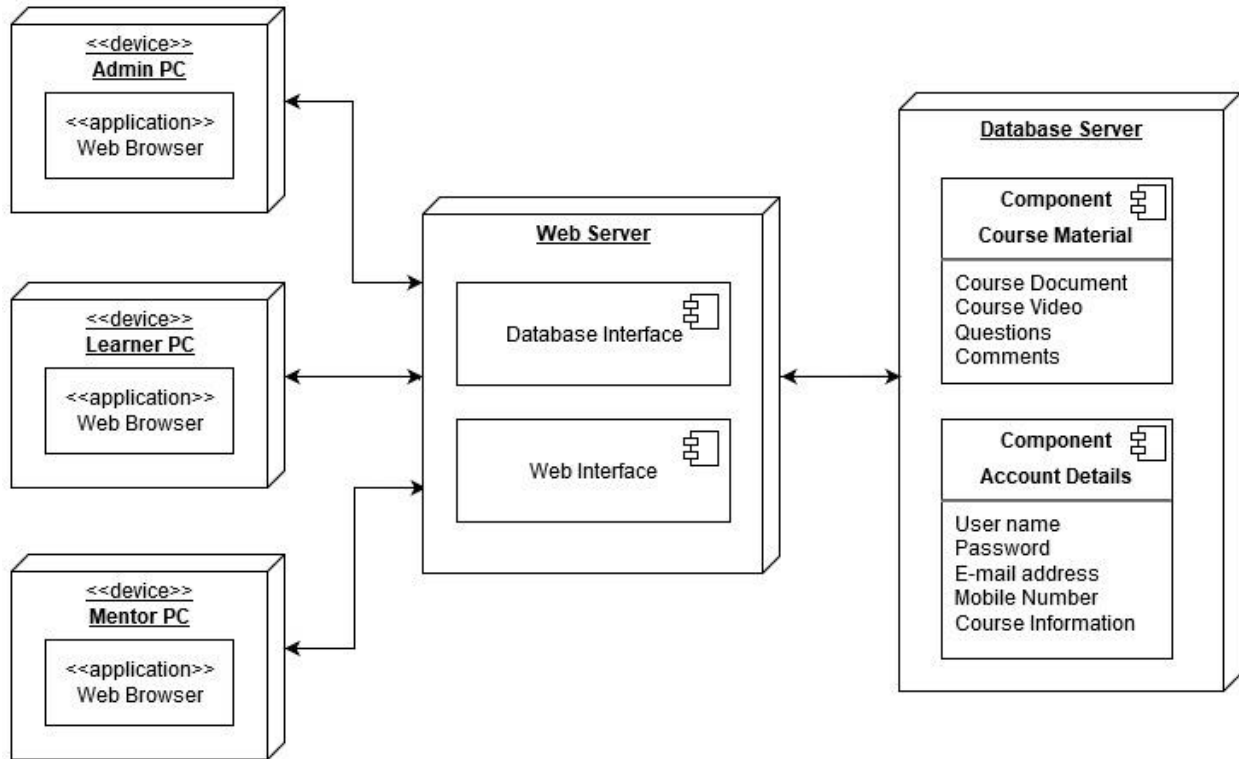 <<device>>
Admin PC
<<application>>
Web Browser
<<device>>
Learner PC
<<application>>
Web Browser
<<device>>
Mentor PC
<<application>>
Web Browser
Web Server
Database Interface
Web Interface
Database Server
Component
Course Material
Course Document
Course Video
Questions
Comments
Component
Account Details
User name
Password
E-mail address
Mobile Number
Course Information